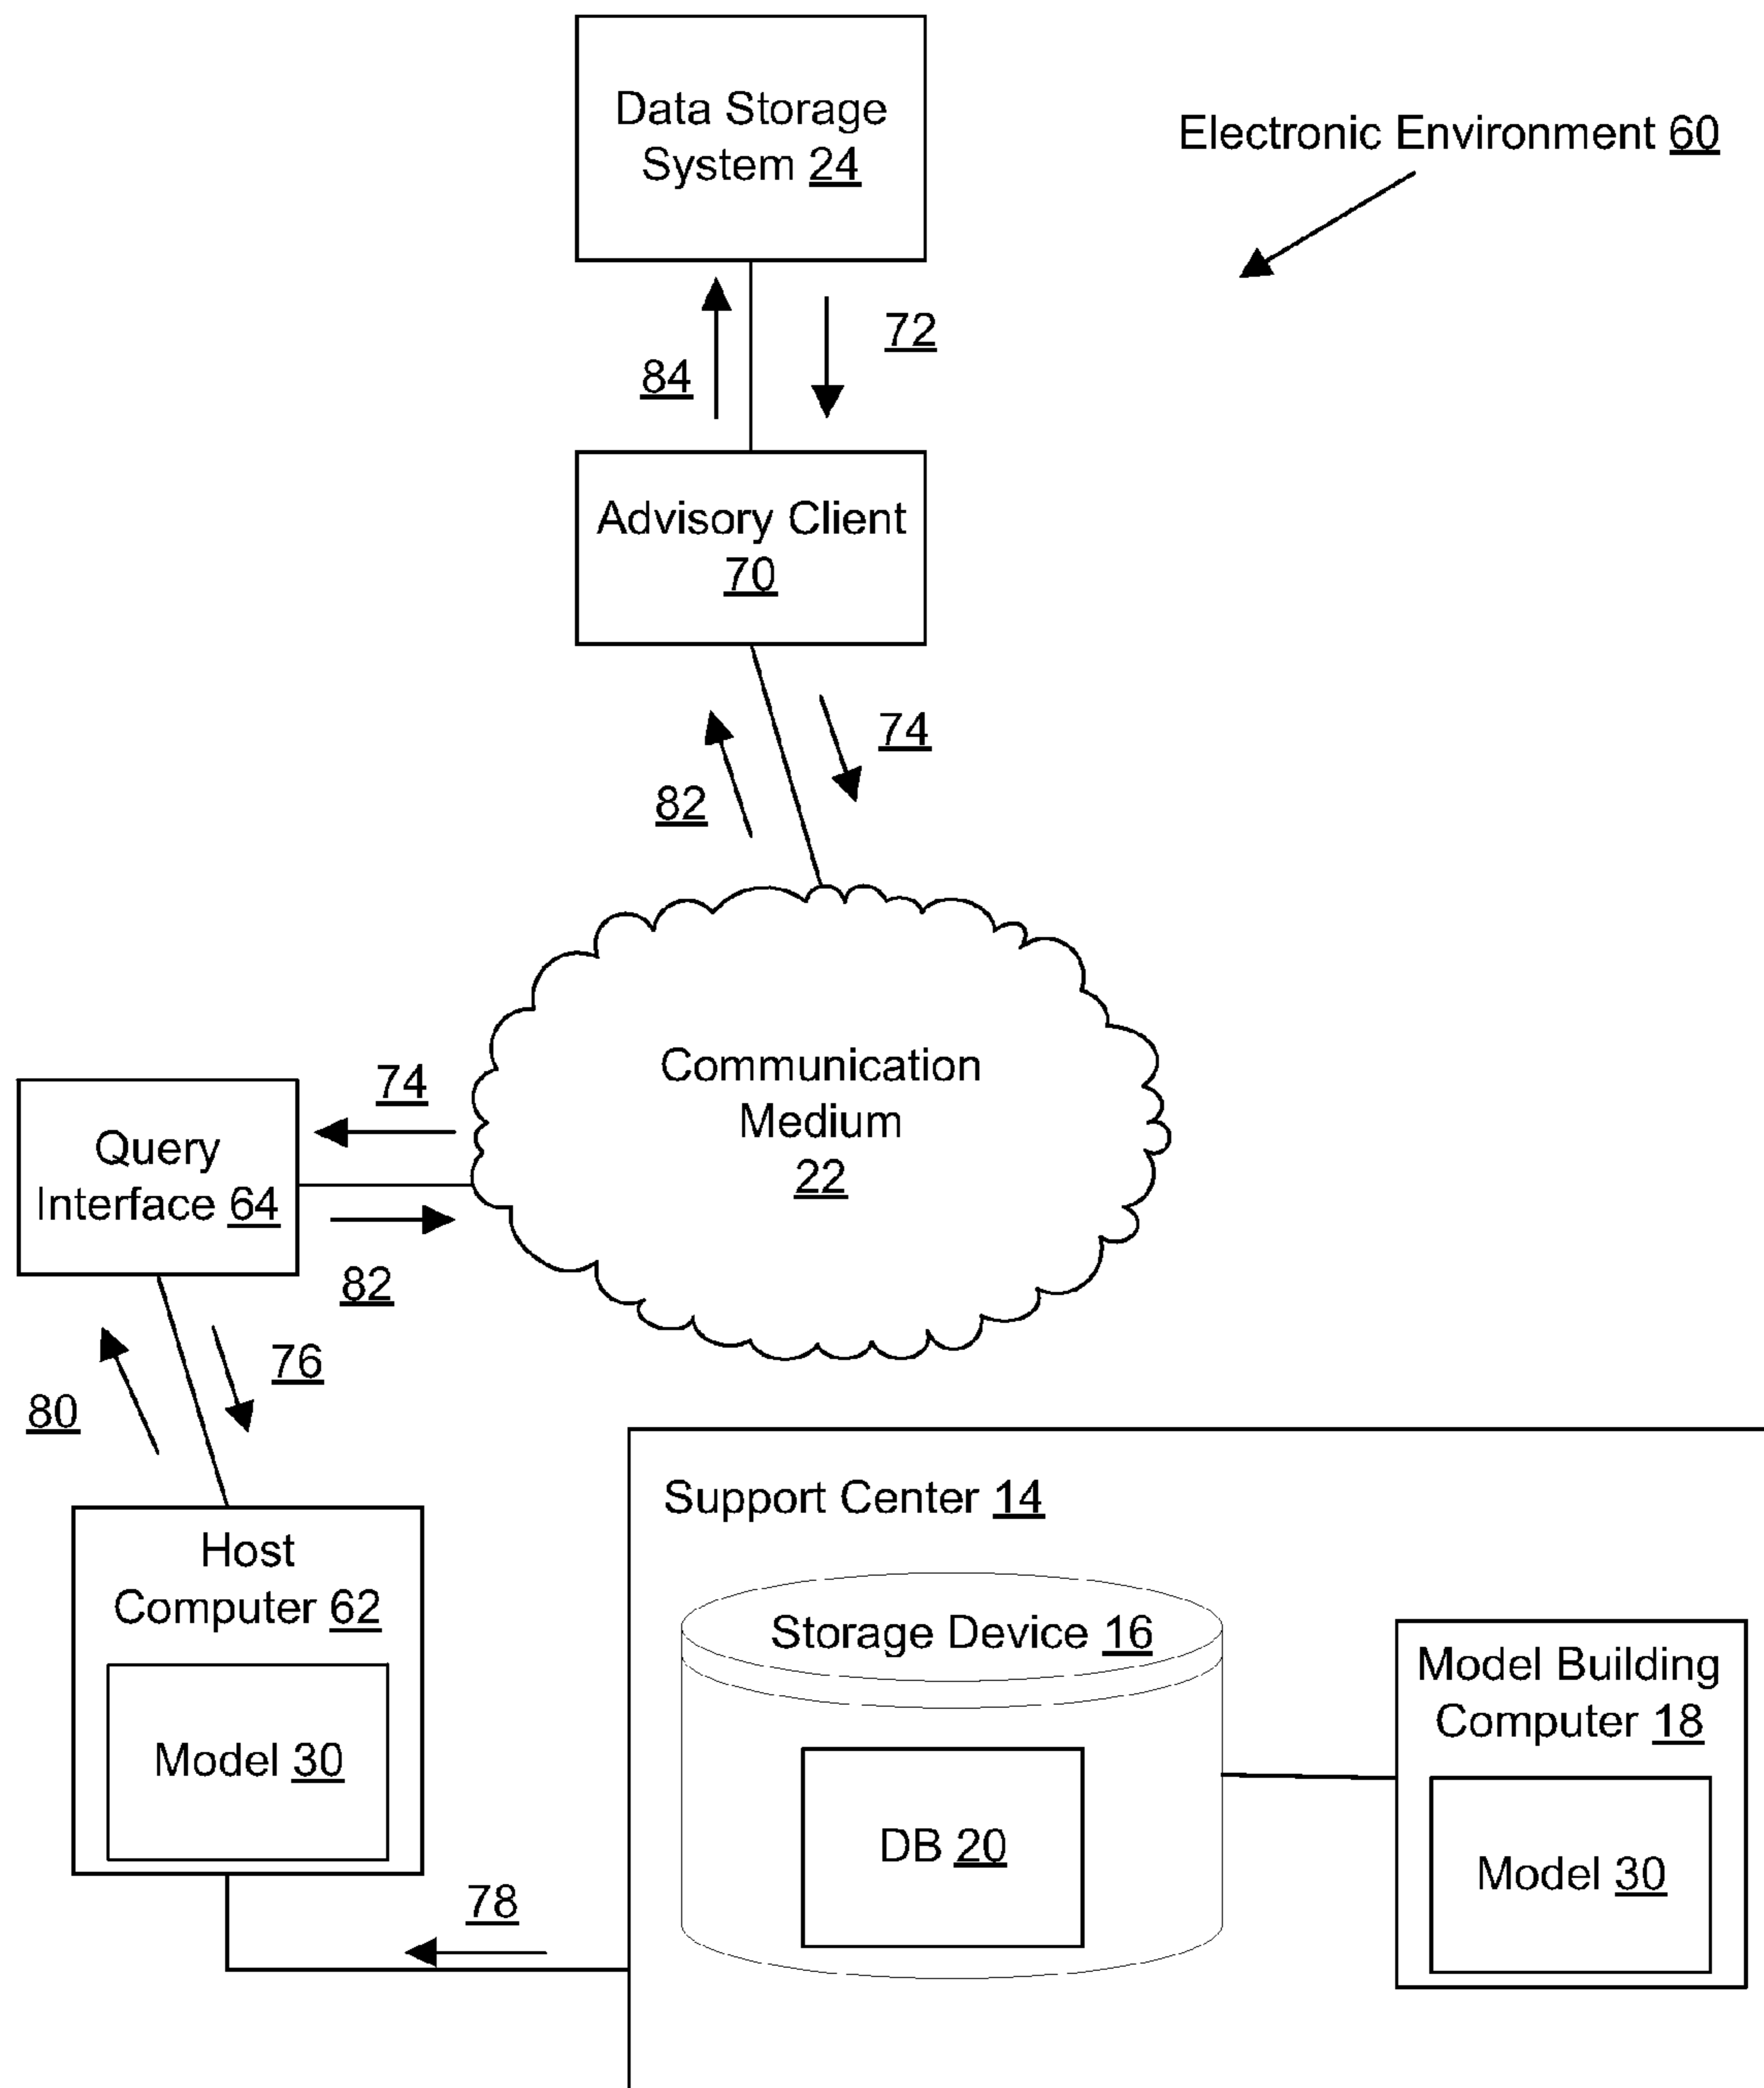 Data Storage
System 24
Electronic Environment 60
72
84
Advisory Client
70
74
82
Communication
Medium
22
74
Query
Interface 64
82
76
80
Support Center 14
Host
Computer 62
Storage Device 16
Model Building
Computer 18
Model 30
DB 20
Model 30
78